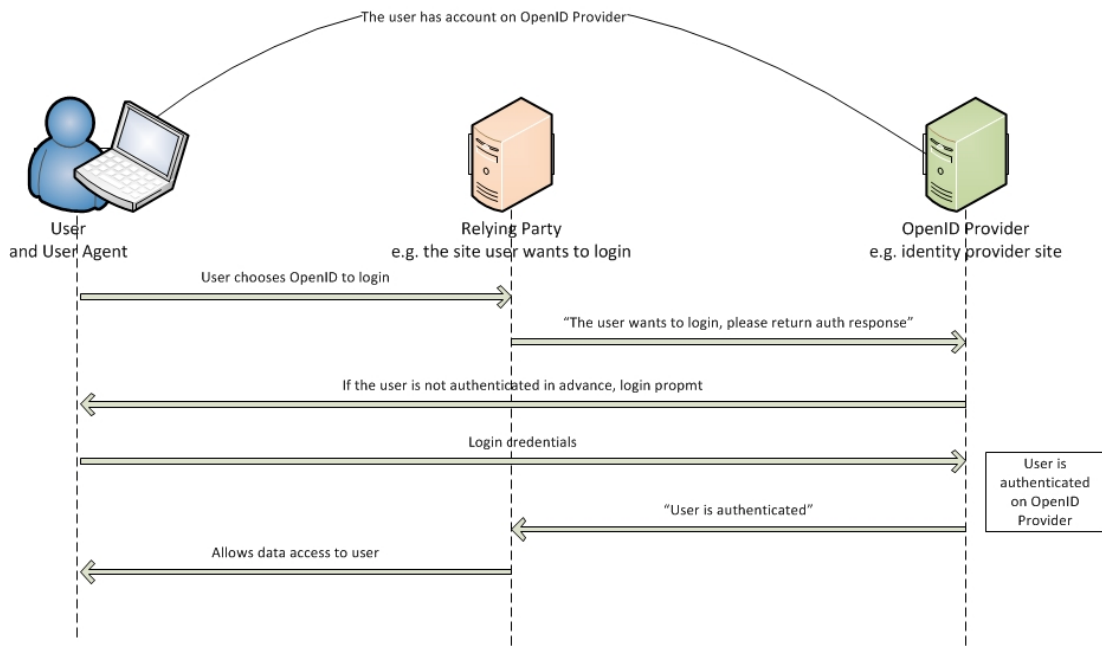 The user has account on OpenID Provider
User
and User Agent
Relying Party
e.g. the site user wants to login
OpenID Provider
e.g. identity provider site
User chooses OpenID to login
“The user wants to login, please return auth response”
If the user is not authenticated in advance, login propmt
Login credentials
User is
authenticated
on OpenID
Provider
“User is authenticated”
Allows data access to user